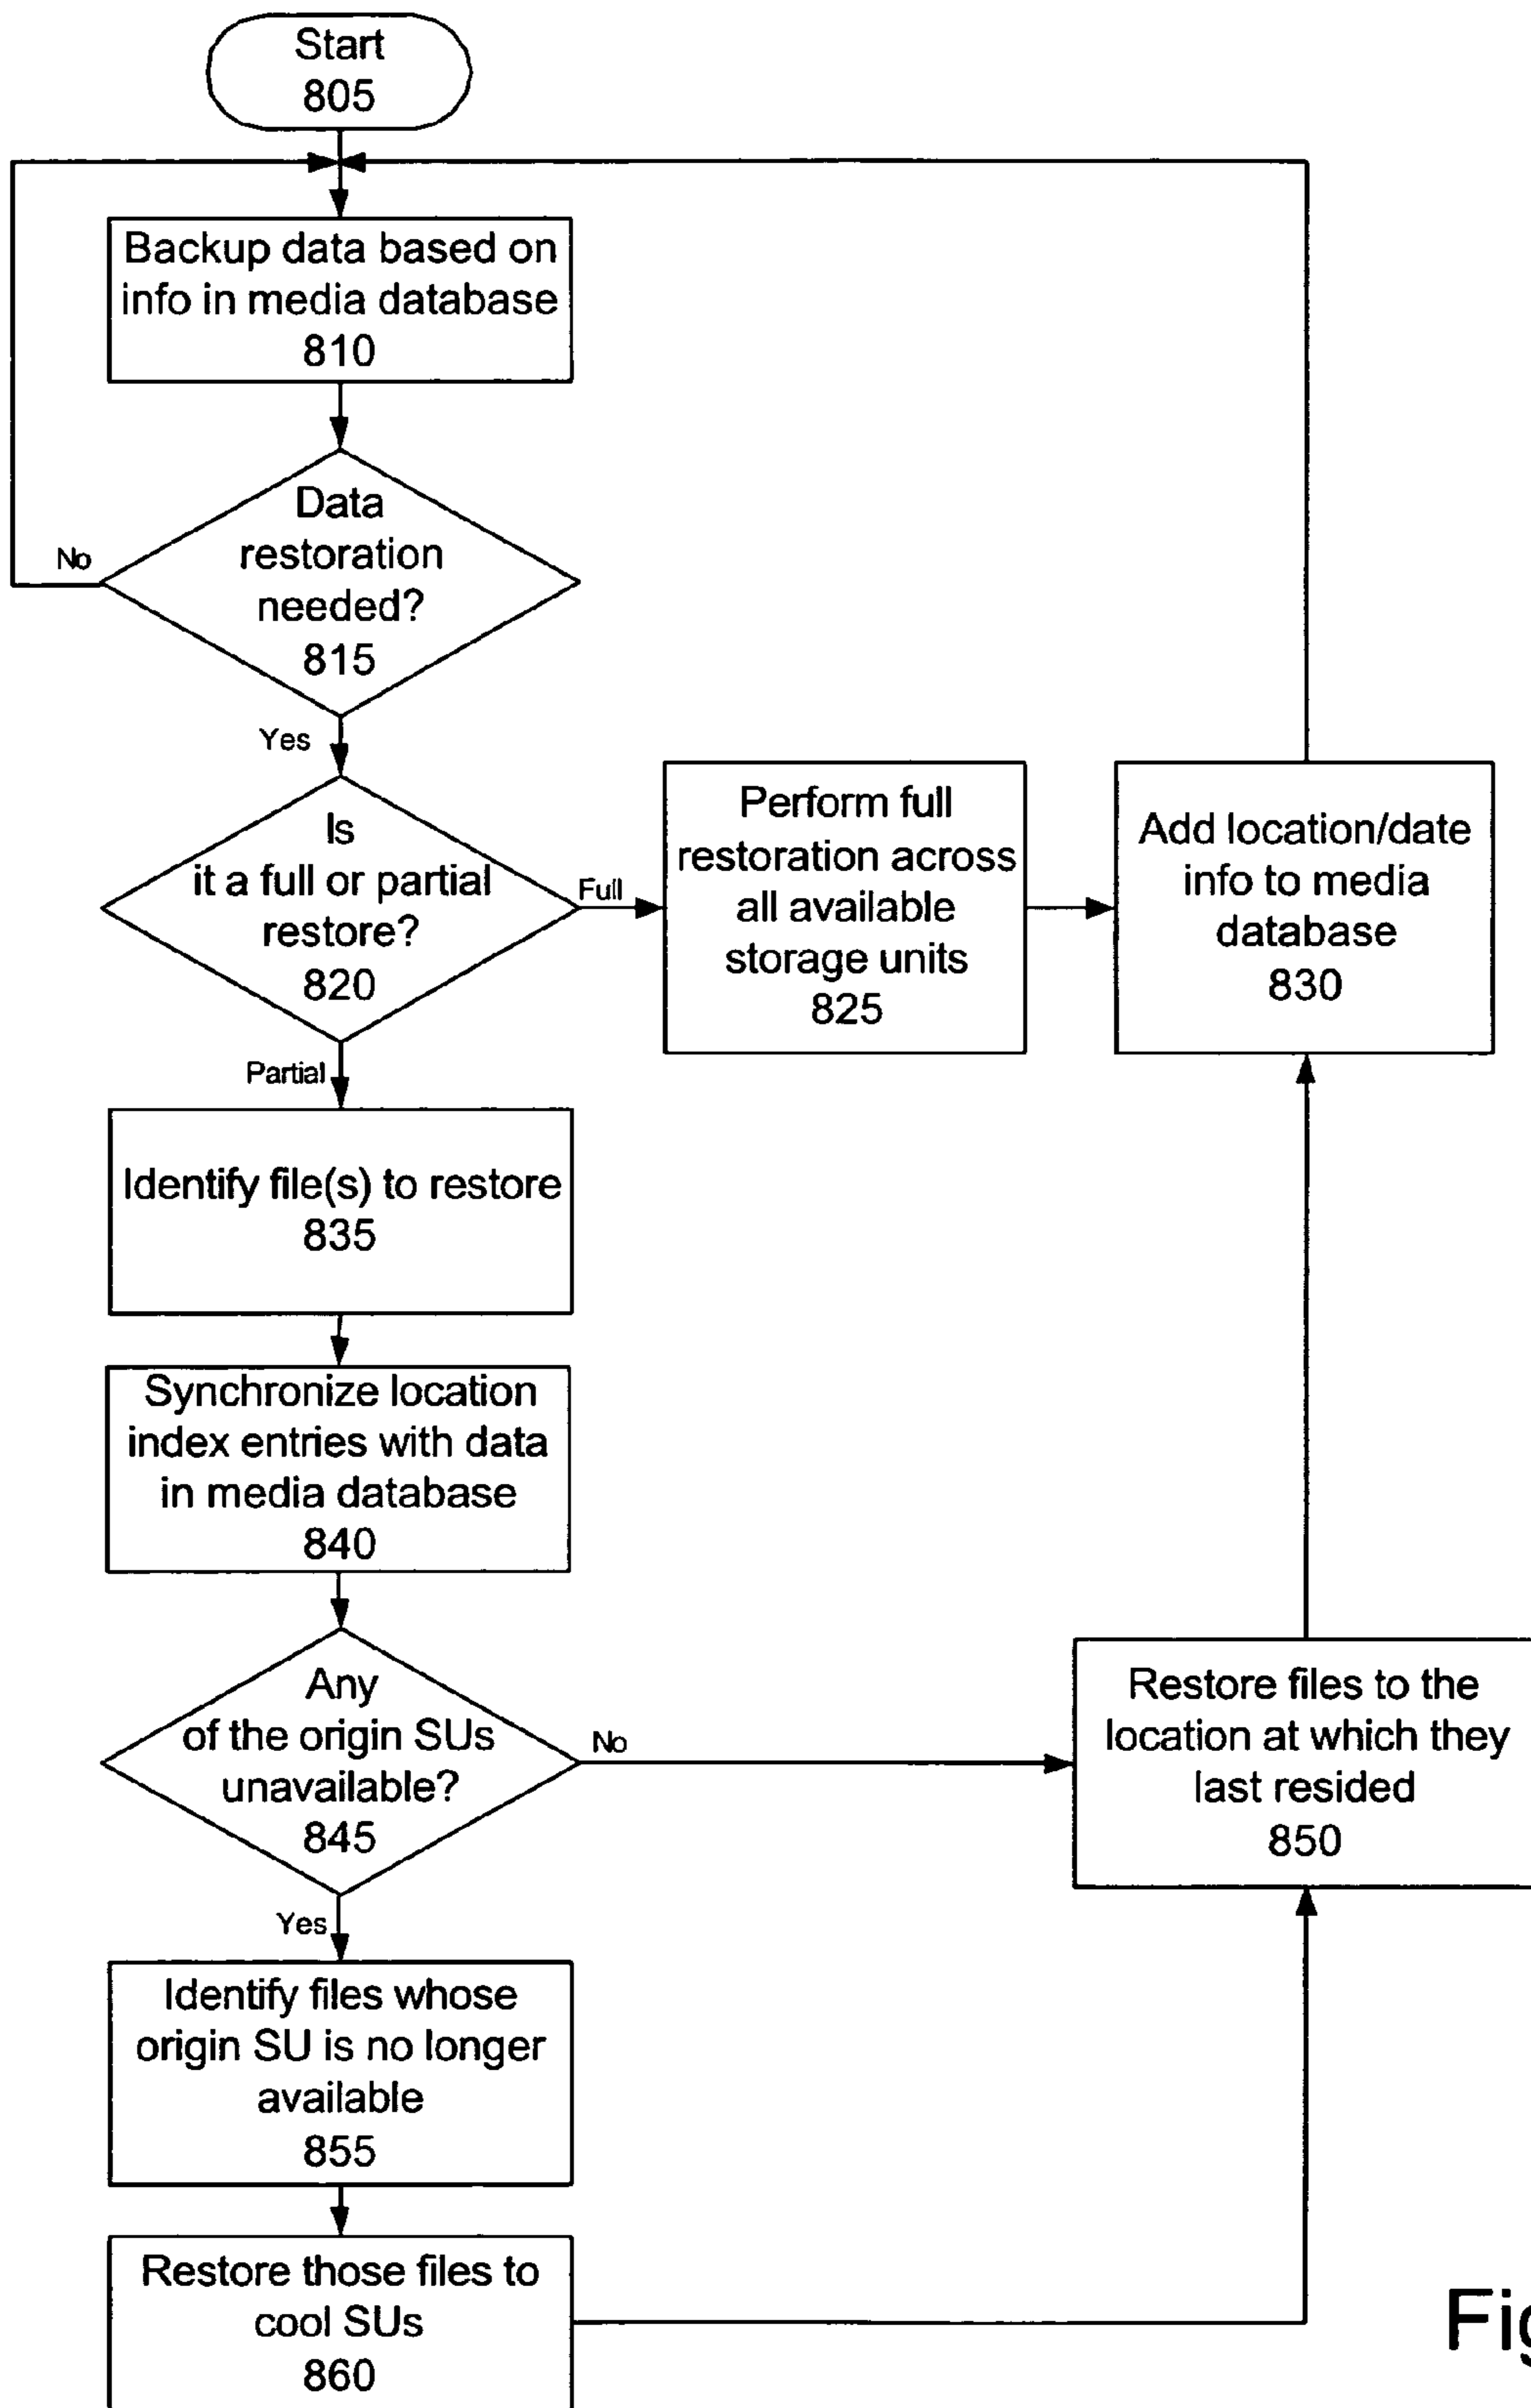 Start
805
Backup data based on
info in media database
810
Data
restoration
needed?
815
No
Yes
Is
it a full or partial
restore?
820
Full
Perform full
restoration across
all available
storage units
825
Add location/date
info to media
database
830
Partial
Identify file(s) to restore
835
Synchronize location
index entries with data
in media database
840
Any
of the origin SUs
unavailable?
845
No
Restore files to the
location at which they
last resided
850
Yes
Identify files whose
origin SU is no longer
available
855
Restore those files to
cool SUs
860